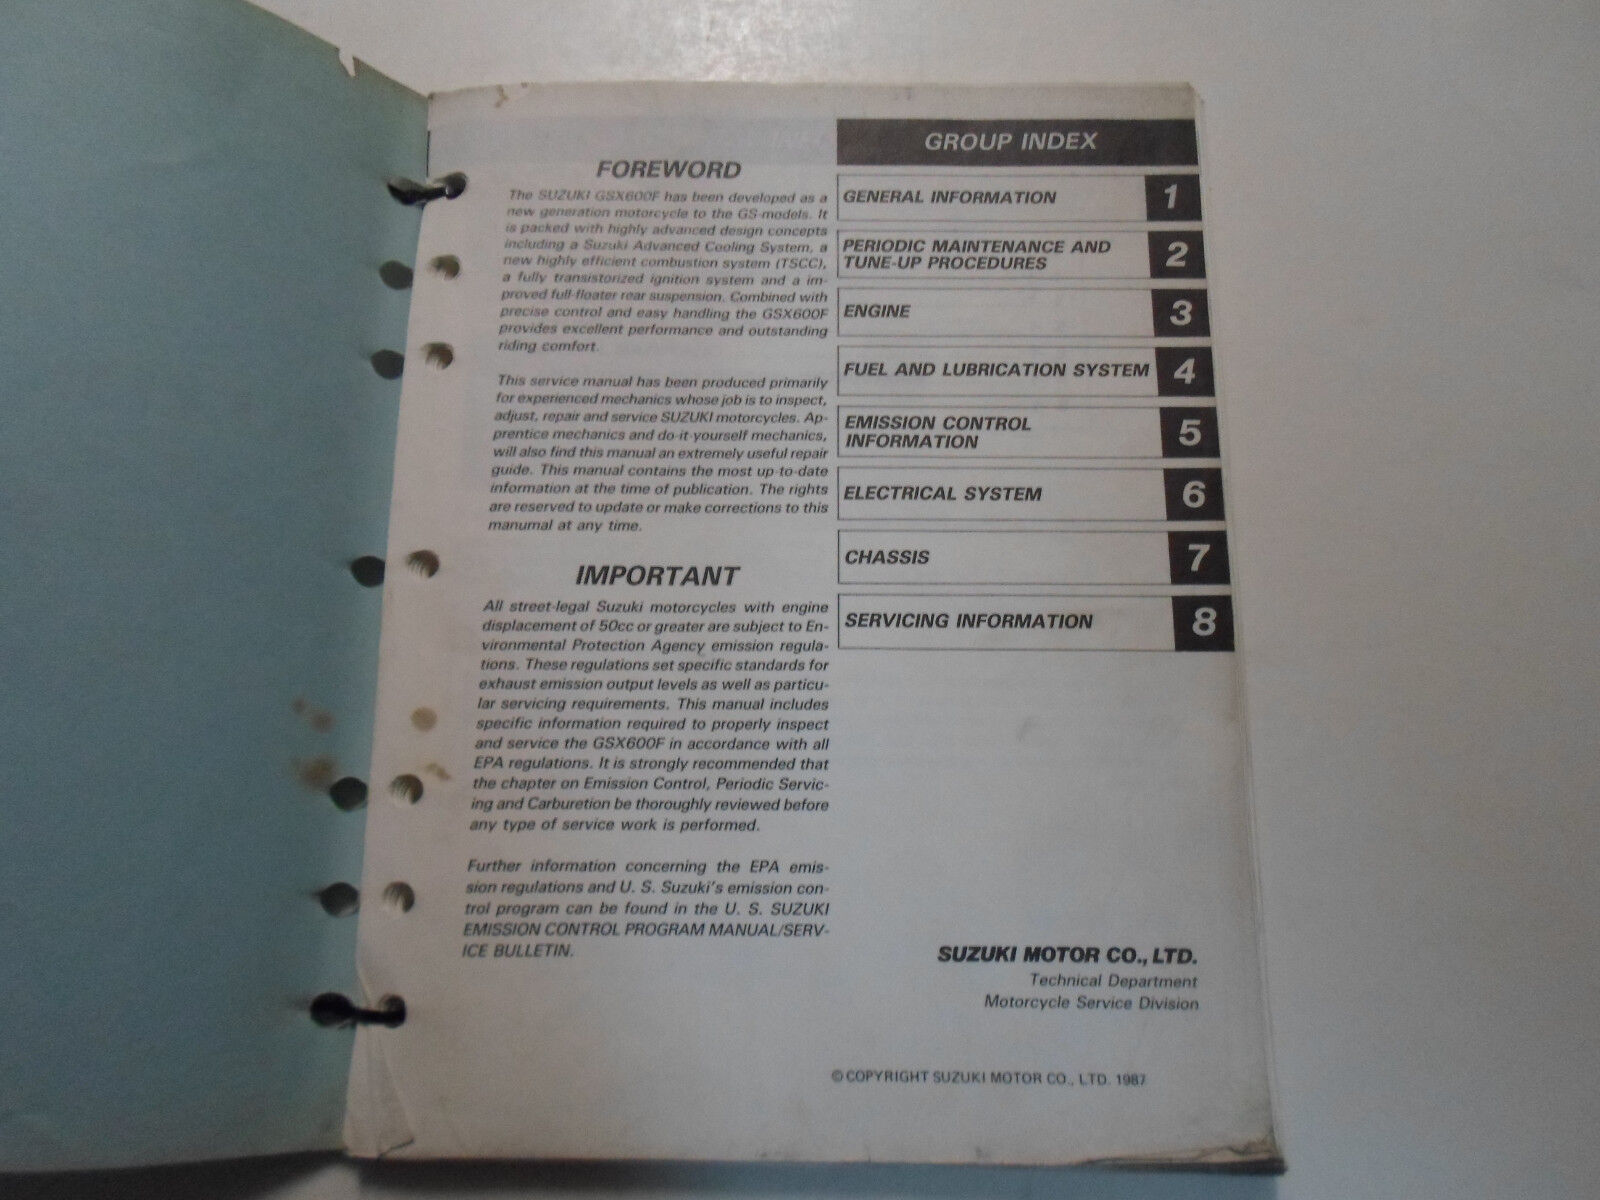 FOREWORD
The SUZUKI GSX600F has been developed as a
new generation motorcycle to the GS-models. It
is packed with highly advanced design concepts
including a Suzuki Advanced Cooling System, a
new highly efficient combustion system (TSCC),
a fully transistorized ignition system and a im-
proved full-floater rear suspension. Combined with
precise control and easy handling the GSX600F
provides excellent performance and outstanding
riding comfort.
This service manual has been produced primarily
for experienced mechanics whose job is to inspect,
adjust, repair and service SUZUKI motorcycles. Ap-
prentice mechanics and do-it-yourself mechanics,
will also find this manual an extremely useful repair
guide. This manual contains the most up-to-date
information at the time of publication. The rights
are reserved to update or make corrections to this
manumal at any time.
IMPORTANT
All street-legal Suzuki motorcycles with engine
displacement of 50cc or greater are subject to En-
vironmental Protection Agency emission regula-
tions. These regulations set specific standards for
exhaust emission output levels as well as particu-
lar servicing requirements. This manual includes
specific information required to properly inspect
and service the GSX600F in accordance with all
EPA regulations. It is strongly recommended that
the chapter on Emission Control, Periodic Servic-
ing and Carburetion be thoroughly reviewed before
any type of service work is performed.
Further information concerning the EPA emis-
sion regulations and U. S. Suzuki's emission con-
trol program can be found in the U. S. SUZUKI
EMISSION CONTROL PROGRAM MANUAL/SERV-
ICE BULLETIN.
GROUP INDEX
GENERAL INFORMATION 1
PERIODIC MAINTENANCE AND
TUNE-UP PROCEDURES 2
ENGINE 3
FUEL AND LUBRICATION SYSTEM 4
EMISSION CONTROL
INFORMATION 5
ELECTRICAL SYSTEM 6
CHASSIS 7
SERVICING INFORMATION 8
SUZUKI MOTOR CO., LTD.
Technical Department
Motorcycle Service Division
© COPYRIGHT SUZUKI MOTOR CO., LTD. 1987